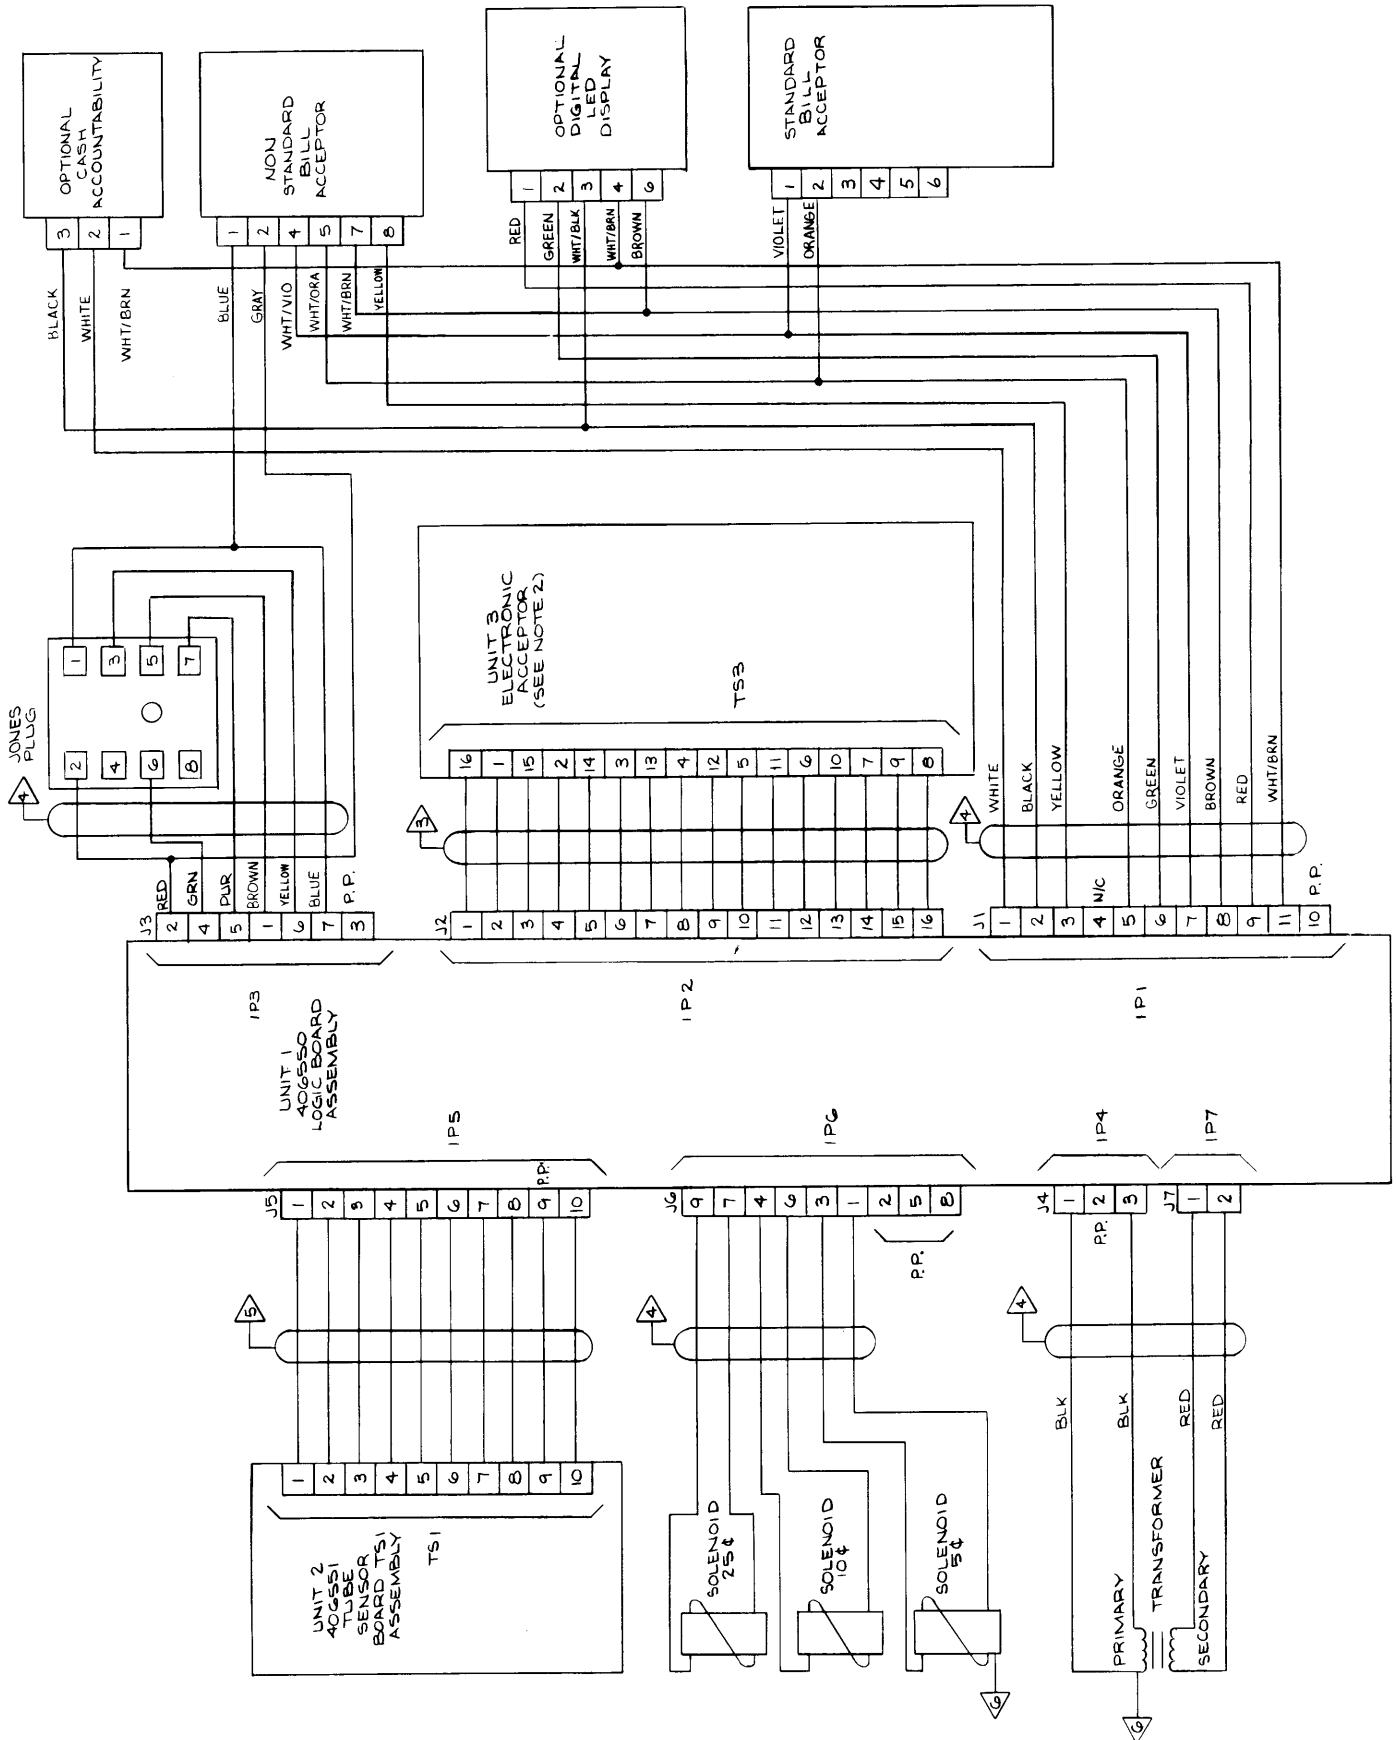 OPTIONAL
CASH
ACCOUNTABILITY
3
2
1
BLACK
WHITE
WHT/BRN
NON
STANDARD
BILL
ACCEPTOR
1
2
4
5
7
8
BLUE
GRAY
WHT/VIO
WHT/ORA
WHT/BRN
YELLOW
OPTIONAL
DIGITAL
LED
DISPLAY
1
2
3
4
6
RED
GREEN
WHT/BLK
WHT/BRN
BROWN
STANDARD
BILL
ACCEPTOR
1
2
3
4
5
6
VIOLET
ORANGE
JONES
PLUG
4
1
3
5
7
2
4
6
8
RED
GRN
PUR
BROWN
YELLOW
BLUE
P.P.
J3
2
4
5
1
6
7
3
1P3
UNIT 3
ELECTRONIC
ACCEPTOR
(SEE NOTE 2)
TS3
16
1
15
2
14
3
13
4
12
5
11
6
10
7
9
8
3
J2
1
2
3
4
5
6
7
8
9
10
11
12
13
14
15
16
1P2
4
WHITE
BLACK
YELLOW
N/C
ORANGE
GREEN
VIOLET
BROWN
RED
WHT/BRN
P.P.
J1
1
2
3
4
5
6
7
8
9
11
10
1P1
UNIT 1
406550
LOGIC BOARD
ASSEMBLY
1P5
P.P.
J5
1
2
3
4
5
6
7
8
9
10
5
1
2
3
4
5
6
7
8
9
10
TS1
UNIT 2
406551
TUBE
SENSOR
BOARD TS1
ASSEMBLY
1P6
J6
9
7
4
6
3
1
2
5
8
P.P.
4
SOLENOID
25¢
SOLENOID
10¢
SOLENOID
5¢
6
1P4
J4
1
2
3
P.P.
1P7
J7
1
2
4
BLK
BLK
RED
RED
PRIMARY
TRANSFORMER
SECONDARY
6